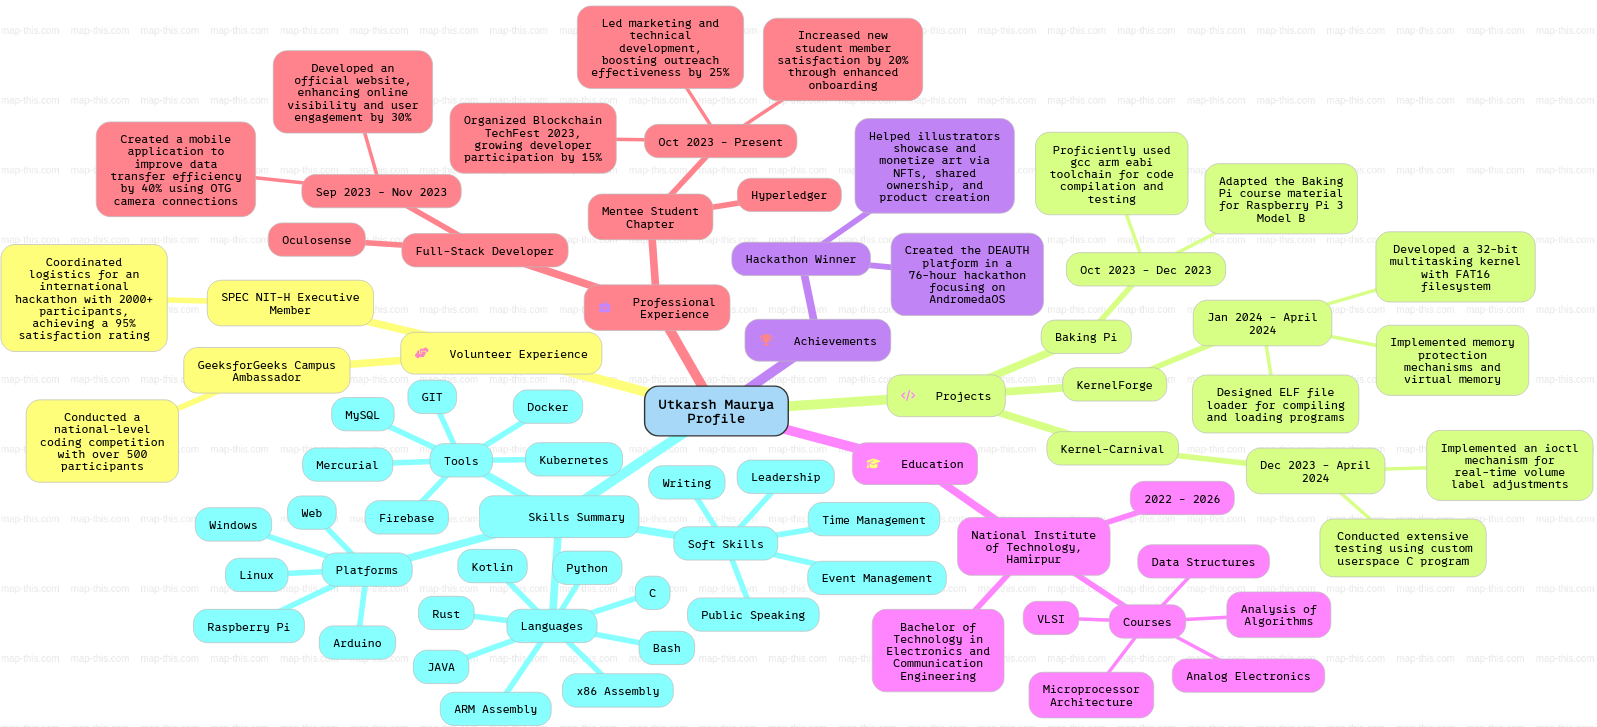 Utkarsh Maurya
Profile
Professional
Experience
Full-Stack Developer
Oculosense
Sep 2023 - Nov 2023
Created a mobile
application to
improve data
transfer efficiency
by 40% using OTG
camera connections
Developed an
official website,
enhancing online
visibility and user
engagement by 30%
Mentee Student
Chapter
Hyperledger
Oct 2023 - Present
Organized Blockchain
TechFest 2023,
growing developer
participation by 15%
Led marketing and
technical
development,
boosting outreach
effectiveness by 25%
Increased new
student member
satisfaction by 20%
through enhanced
onboarding
Achievements
Hackathon Winner
Helped illustrators
showcase and
monetize art via
NFTs, shared
ownership, and
product creation
Created the DEAUTH
platform in a
76-hour hackathon
focusing on
AndromedaOS
Projects
Baking Pi
Oct 2023 - Dec 2023
Proficiently used
gcc arm eabi
toolchain for code
compilation and
testing
Adapted the Baking
Pi course material
for Raspberry Pi 3
Model B
KernelForge
Jan 2024 - April
2024
Developed a 32-bit
multitasking kernel
with FAT16
filesystem
Implemented memory
protection
mechanisms and
virtual memory
Designed ELF file
loader for compiling
and loading programs
Kernel-Carnival
Dec 2023 - April
2024
Implemented an ioctl
mechanism for
real-time volume
label adjustments
Conducted extensive
testing using custom
userspace C program
Education
National Institute
of Technology,
Hamirpur
2022 - 2026
Bachelor of
Technology in
Electronics and
Communication
Engineering
Courses
Data Structures
Analysis of
Algorithms
Analog Electronics
Microprocessor
Architecture
VLSI
Skills Summary
Soft Skills
Writing
Leadership
Time Management
Event Management
Public Speaking
Languages
Kotlin
Python
C
Bash
x86 Assembly
ARM Assembly
JAVA
Rust
Platforms
Web
Windows
Linux
Raspberry Pi
Arduino
Tools
Firebase
Mercurial
MySQL
GIT
Docker
Kubernetes
Volunteer Experience
SPEC NIT-H Executive
Member
Coordinated
logistics for an
international
hackathon with 2000+
participants,
achieving a 95%
satisfaction rating
GeeksforGeeks Campus
Ambassador
Conducted a
national-level
coding competition
with over 500
participants
map-this.com